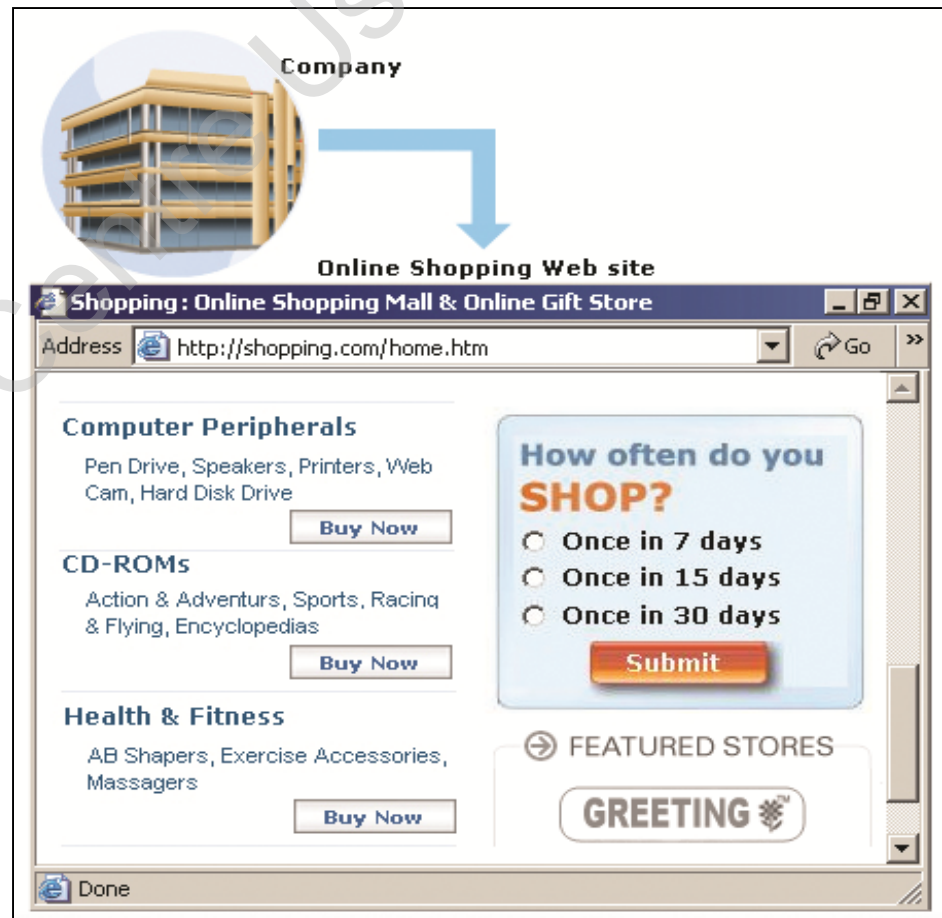 Centre Us
Company
Online Shopping Web site
Shopping : Online Shopping Mall & Online Gift Store
Address http://shopping.com/home.htm Go »
Computer Peripherals
Pen Drive, Speakers, Printers, Web
Cam, Hard Disk Drive
Buy Now
CD-ROMs
Action & Adventurs, Sports, Racing
& Flying, Encyclopedias
Buy Now
Health & Fitness
AB Shapers, Exercise Accessories,
Massagers
Buy Now
How often do you
SHOP?
Once in 7 days
Once in 15 days
Once in 30 days
Submit
FEATURED STORES
GREETING ™
Done